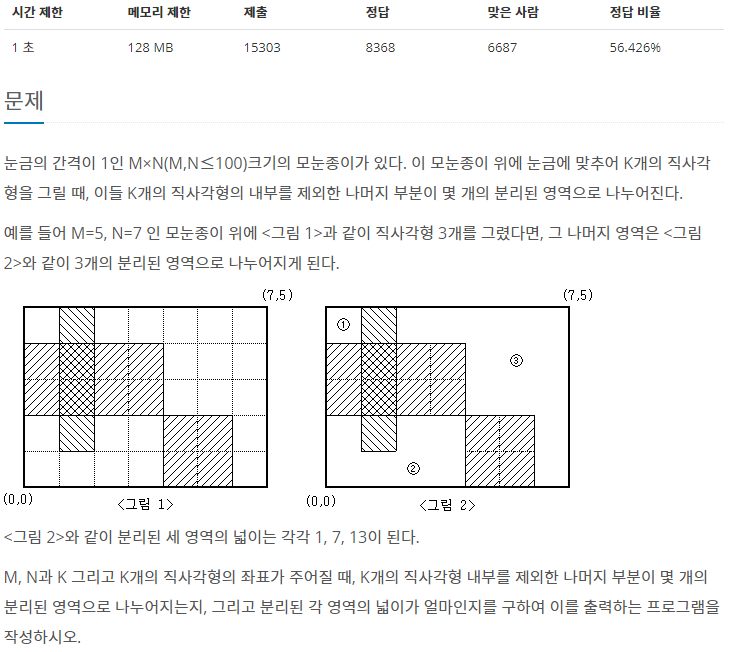 시간 제한 메모리 제한 제출 정답 맞은 사람 정답 비율
1 초 128 MB 15303 8368 6687 56.426%
문제
눈금의 간격이 1인 M×N(M,N≤100)크기의 모눈종이가 있다. 이 모눈종이 위에 눈금에 맞추어 K개의 직사각
형을 그릴 때, 이들 K개의 직사각형의 내부를 제외한 나머지 부분이 몇 개의 분리된 영역으로 나누어진다.
예를 들어 M=5, N=7 인 모눈종이 위에 <그림 1>과 같이 직사각형 3개를 그렸다면, 그 나머지 영역은 <그림
2>와 같이 3개의 분리된 영역으로 나누어지게 된다.
(7,5) (7,5)
① ③
②
(0,0) <그림 1> (0,0) <그림 2>
<그림 2>와 같이 분리된 세 영역의 넓이는 각각 1, 7, 13이 된다.
M, N과 K 그리고 K개의 직사각형의 좌표가 주어질 때, K개의 직사각형 내부를 제외한 나머지 부분이 몇 개의
분리된 영역으로 나누어지는지, 그리고 분리된 각 영역의 넓이가 얼마인지를 구하여 이를 출력하는 프로그램을
작성하시오.